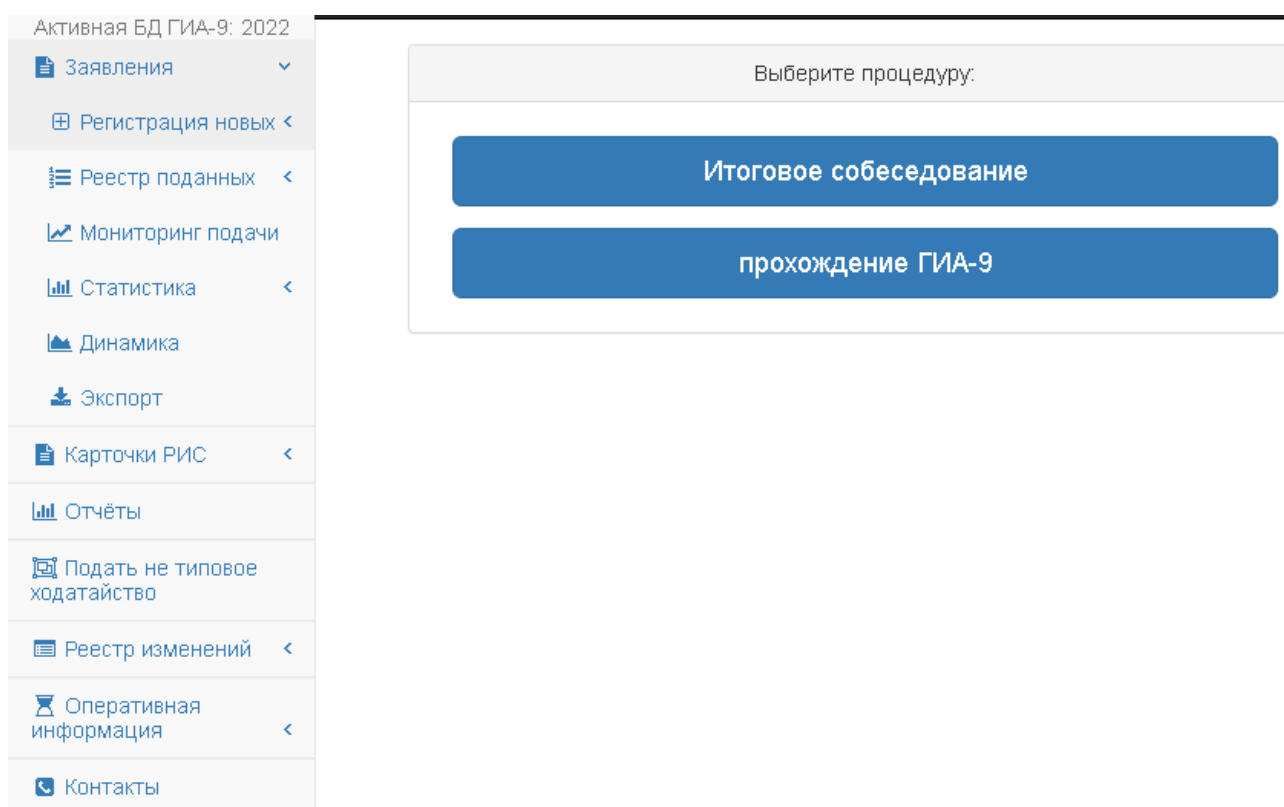 Активная БД ГИА-9: 2022
Заявления
Регистрация новых
Реестр поданных
Мониторинг подачи
Статистика
Динамика
Экспорт
Карточки РИС
Отчёты
Подать не типовое
ходатайство
Реестр изменений
Оперативная
информация
Контакты
Выберите процедуру:
Итоговое собеседование
прохождение ГИА-9